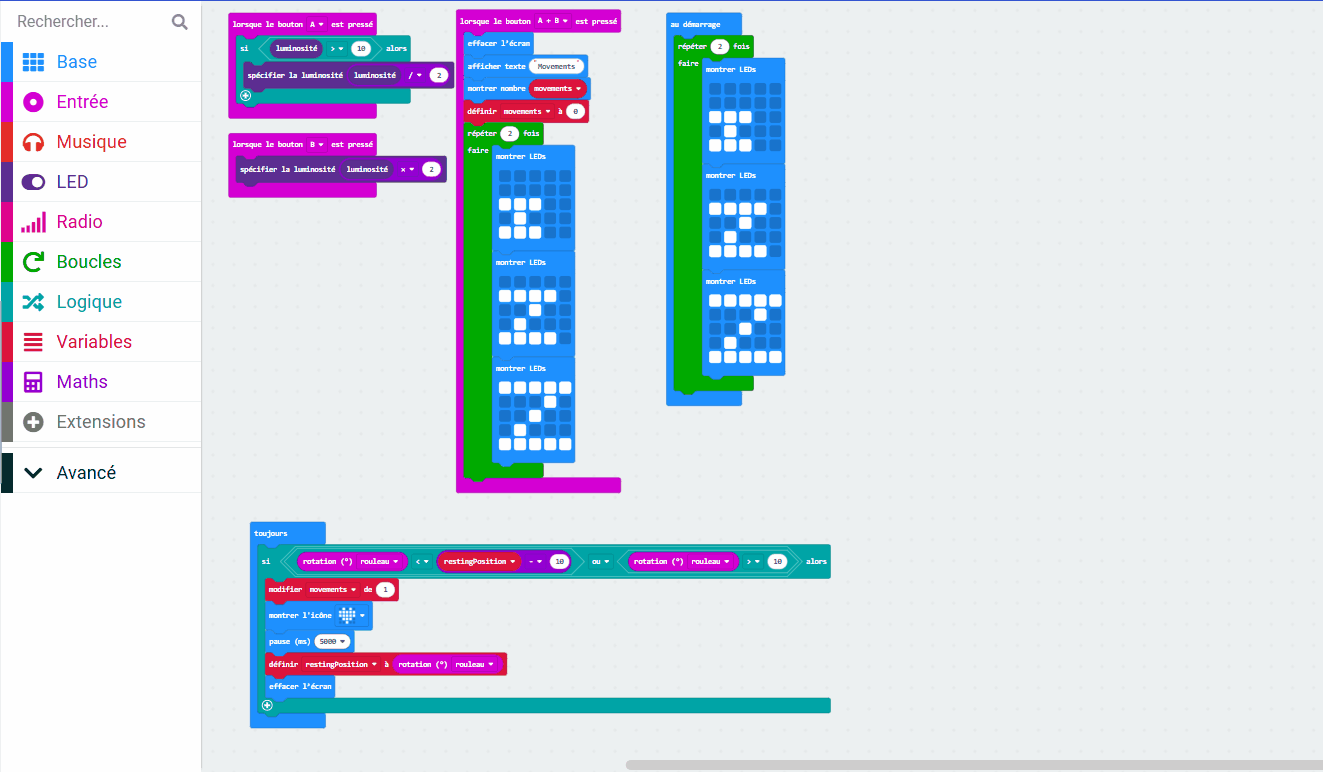 Rechercher...
Base
Entrée
Musique
LED
Radio
Boucles
Logique
Variables
Maths
Extensions
Avancé
lorsque le bouton A est pressé
si luminosité > 10 alors
spécifier la luminosité luminosité / 2
lorsque le bouton B est pressé
spécifier la luminosité luminosité × 2
lorsque le bouton A + B est pressé
effacer l'écran
afficher texte "Movements"
montrer nombre movements
définir movements à 0
répéter 2 fois
faire
montrer LEDs
montrer LEDs
montrer LEDs
au démarrage
répéter 2 fois
faire
montrer LEDs
montrer LEDs
montrer LEDs
toujours
si rotation (°) rouleau < restingPosition - 10 ou rotation (°) rouleau > 10 alors
modifier movements de 1
montrer l'icône
pause (ms) 5000
définir restingPosition à rotation (°) rouleau
effacer l'écran